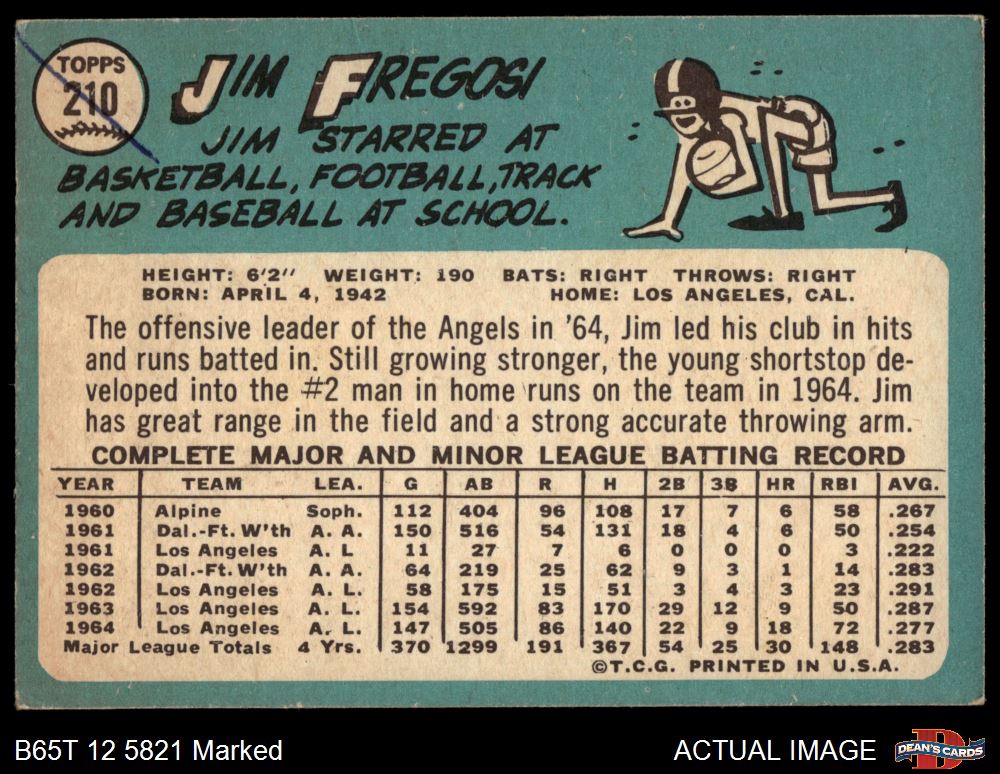 TOPPS
210
JIM FREGOSI
JIM STARRED AT
BASKETBALL, FOOTBALL, TRACK
AND BASEBALL AT SCHOOL.
HEIGHT: 6'2" WEIGHT: 190 BATS: RIGHT THROWS: RIGHT
BORN: APRIL 4, 1942 HOME: LOS ANGELES, CAL.
The offensive leader of the Angels in '64, Jim led his club in hits
and runs batted in. Still growing stronger, the young shortstop de-
veloped into the #2 man in home runs on the team in 1964. Jim
has great range in the field and a strong accurate throwing arm.
COMPLETE MAJOR AND MINOR LEAGUE BATTING RECORD
YEAR TEAM LEA. G AB R H 2B 3B HR RBI AVG.
1960 Alpine Soph. 112 404 96 108 17 7 6 58 .267
1961 Dal.-Ft. W'th A. A. 150 516 54 131 18 4 6 50 .254
1961 Los Angeles A. L 11 27 7 6 0 0 0 3 .222
1962 Dal.-Ft. W'th A. A. 64 219 25 62 9 3 1 14 .283
1962 Los Angeles A. L. 58 175 15 51 3 4 3 23 .291
1963 Los Angeles A. L. 154 592 83 170 29 12 9 50 .287
1964 Los Angeles A. L. 147 505 86 140 22 9 18 72 .277
Major League Totals 4 Yrs. 370 1299 191 367 54 25 30 148 .283
©T.C.G. PRINTED IN U.S.A.
B65T 12 5821 Marked
ACTUAL IMAGE
DEAN'S CARDS